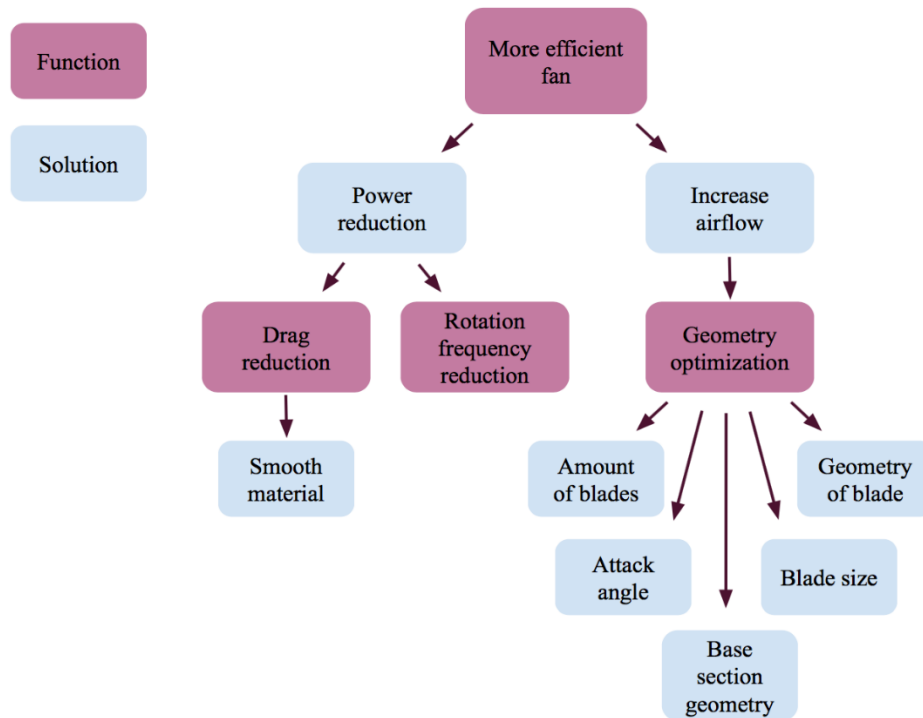 Function
Solution
More efficient
fan
Power
reduction
Increase
airflow
Drag
reduction
Rotation
frequency
reduction
Geometry
optimization
Smooth
material
Amount
of blades
Geometry
of blade
Attack
angle
Blade size
Base
section
geometry